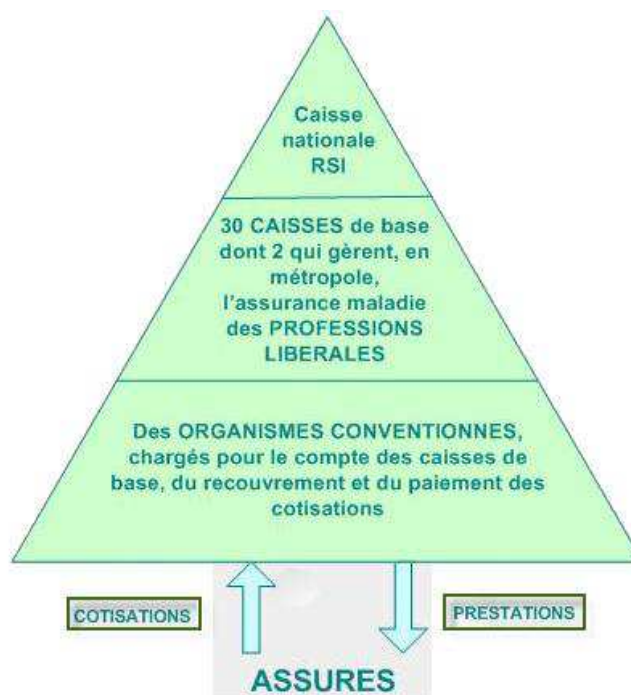 Caisse
nationale
RSI
30 CAISSES de base
dont 2 qui gèrent, en
métropole,
l'assurance maladie
des PROFESSIONS
LIBERALES
Des ORGANISMES CONVENTIONNES,
chargés pour le compte des caisses de
base, du recouvrement et du paiement des
cotisations
COTISATIONS
PRESTATIONS
ASSURES